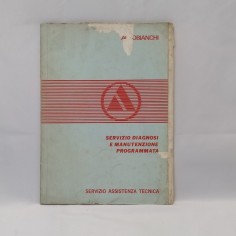 BIANCHI
SERVIZIO DIAGNOSI
E MANUTENZIONE
PROGRAMMATA
SERVIZIO ASSISTENZA TECNICA